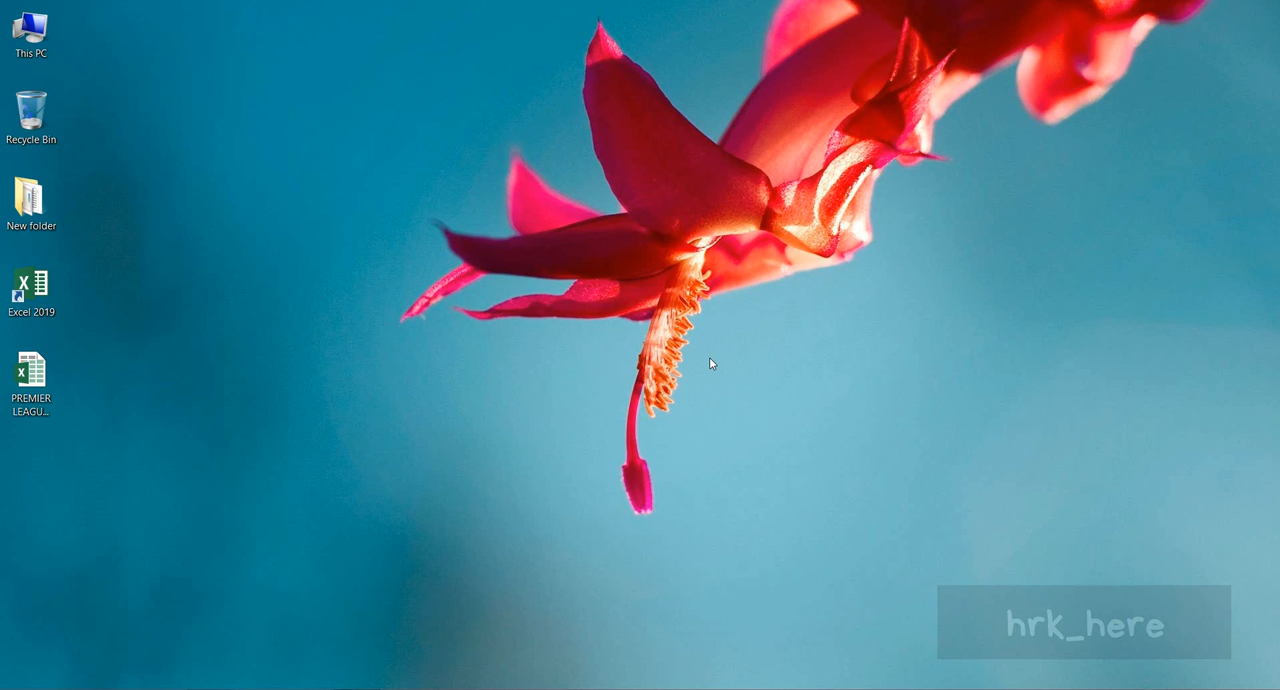 This PC
Recycle Bin
New folder
Excel 2019
PREMIER
LEAGU...
hrk_here